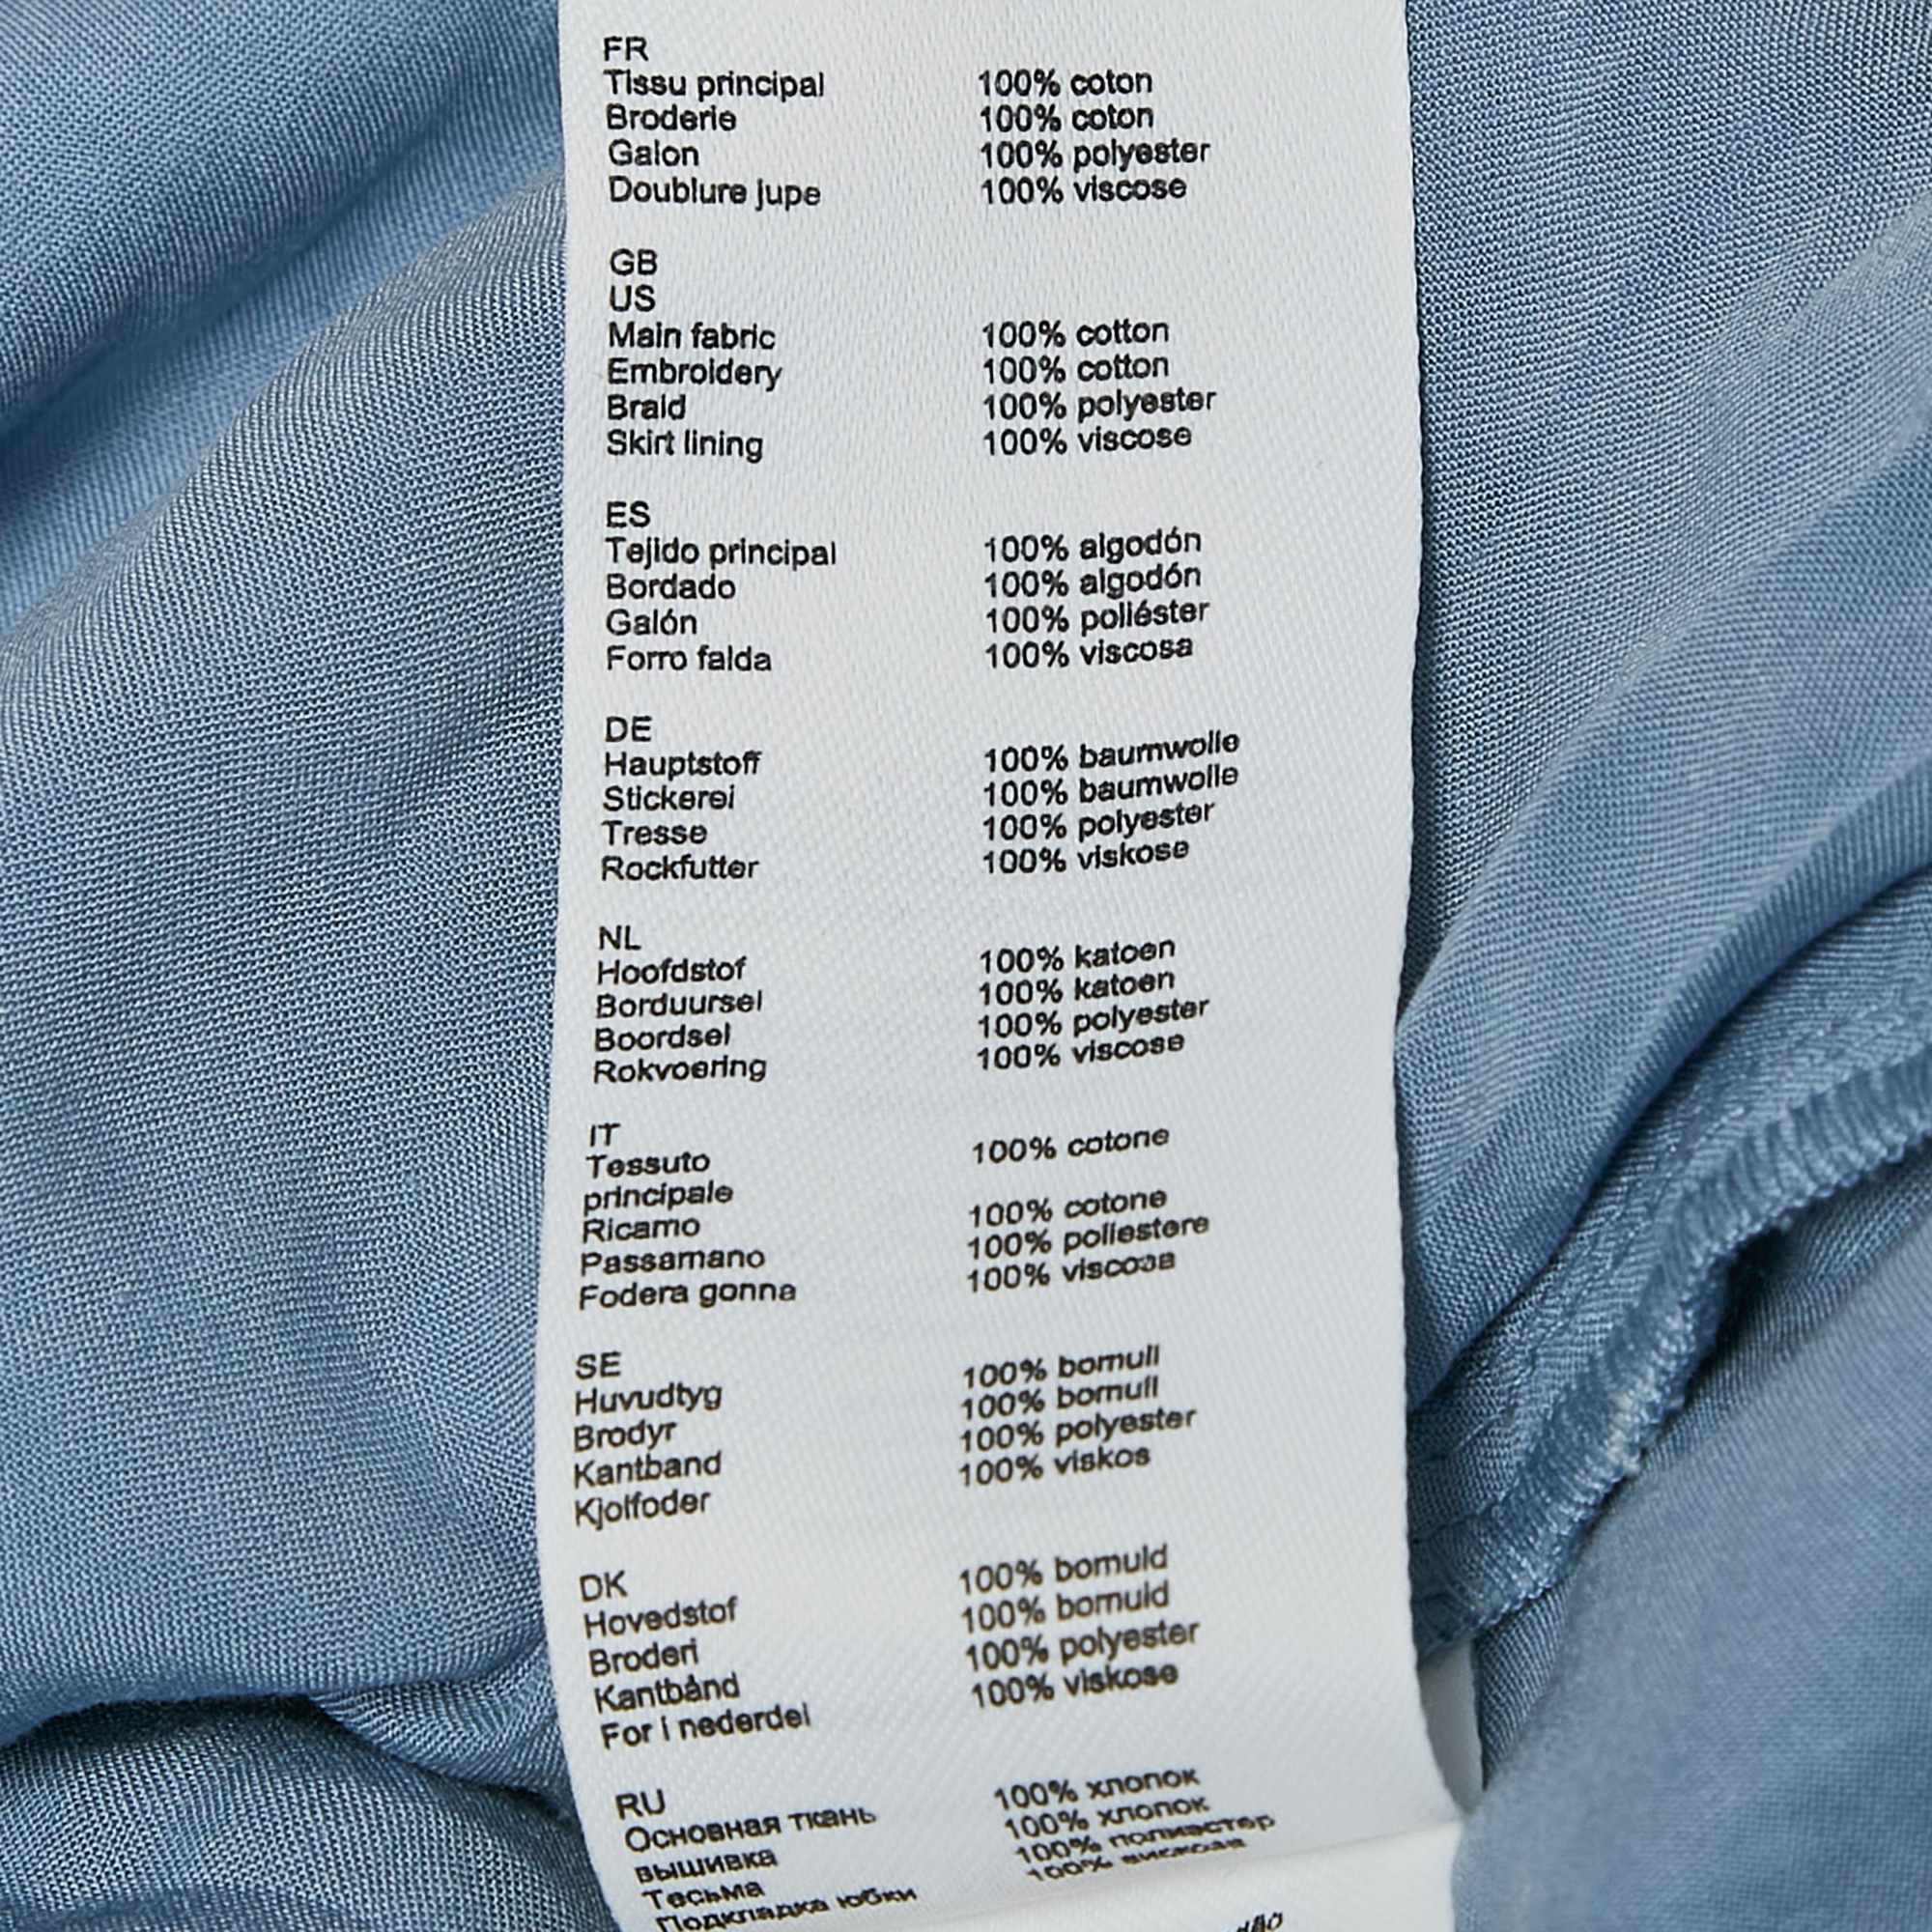 FR
Tissu principal 100% coton
Broderie 100% coton
Galon 100% polyester
Doublure jupe 100% viscose
GB
US
Main fabric 100% cotton
Embroidery 100% cotton
Braid 100% polyester
Skirt lining 100% viscose
ES
Tejido principal 100% algodón
Bordado 100% algodón
Galón 100% poliéster
Forro falda 100% viscosa
DE
Hauptstoff 100% baumwolle
Stickerei 100% baumwolle
Tresse 100% polyester
Rockfutter 100% viskose
NL
Hoofdstof 100% katoen
Borduursel 100% katoen
Boordsel 100% polyester
Rokvoering 100% viscose
IT
Tessuto 100% cotone
principale
Ricamo 100% cotone
Passamano 100% poliestere
Fodera gonna 100% viscosa
SE
Huvudtyg 100% bomull
Brodyr 100% bomull
Kantband 100% polyester
Kjolfoder 100% viskos
DK
Hovedstof 100% bomuld
Broderi 100% bomuld
Kantbånd 100% polyester
For i nederdel 100% viskose
RU
Основная ткань 100% хлопок
вышивка 100% хлопок
Тесьма 100% полиэстер
Подкладка юбки 100% вискоза